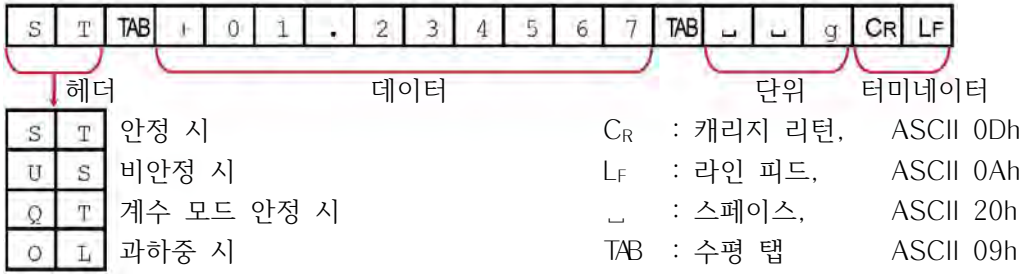 S T TAB + 0 1 . 2 3 4 5 6 7 TAB ␣ ␣ g CR LF
헤더 데이터 단위 터미네이터
S T 안정 시 CR : 캐리지 리턴, ASCII 0Dh
U S 비안정 시 LF : 라인 피드, ASCII 0Ah
Q T 계수 모드 안정 시 ␣ : 스페이스, ASCII 20h
O L 과하중 시 TAB : 수평 탭 ASCII 09h